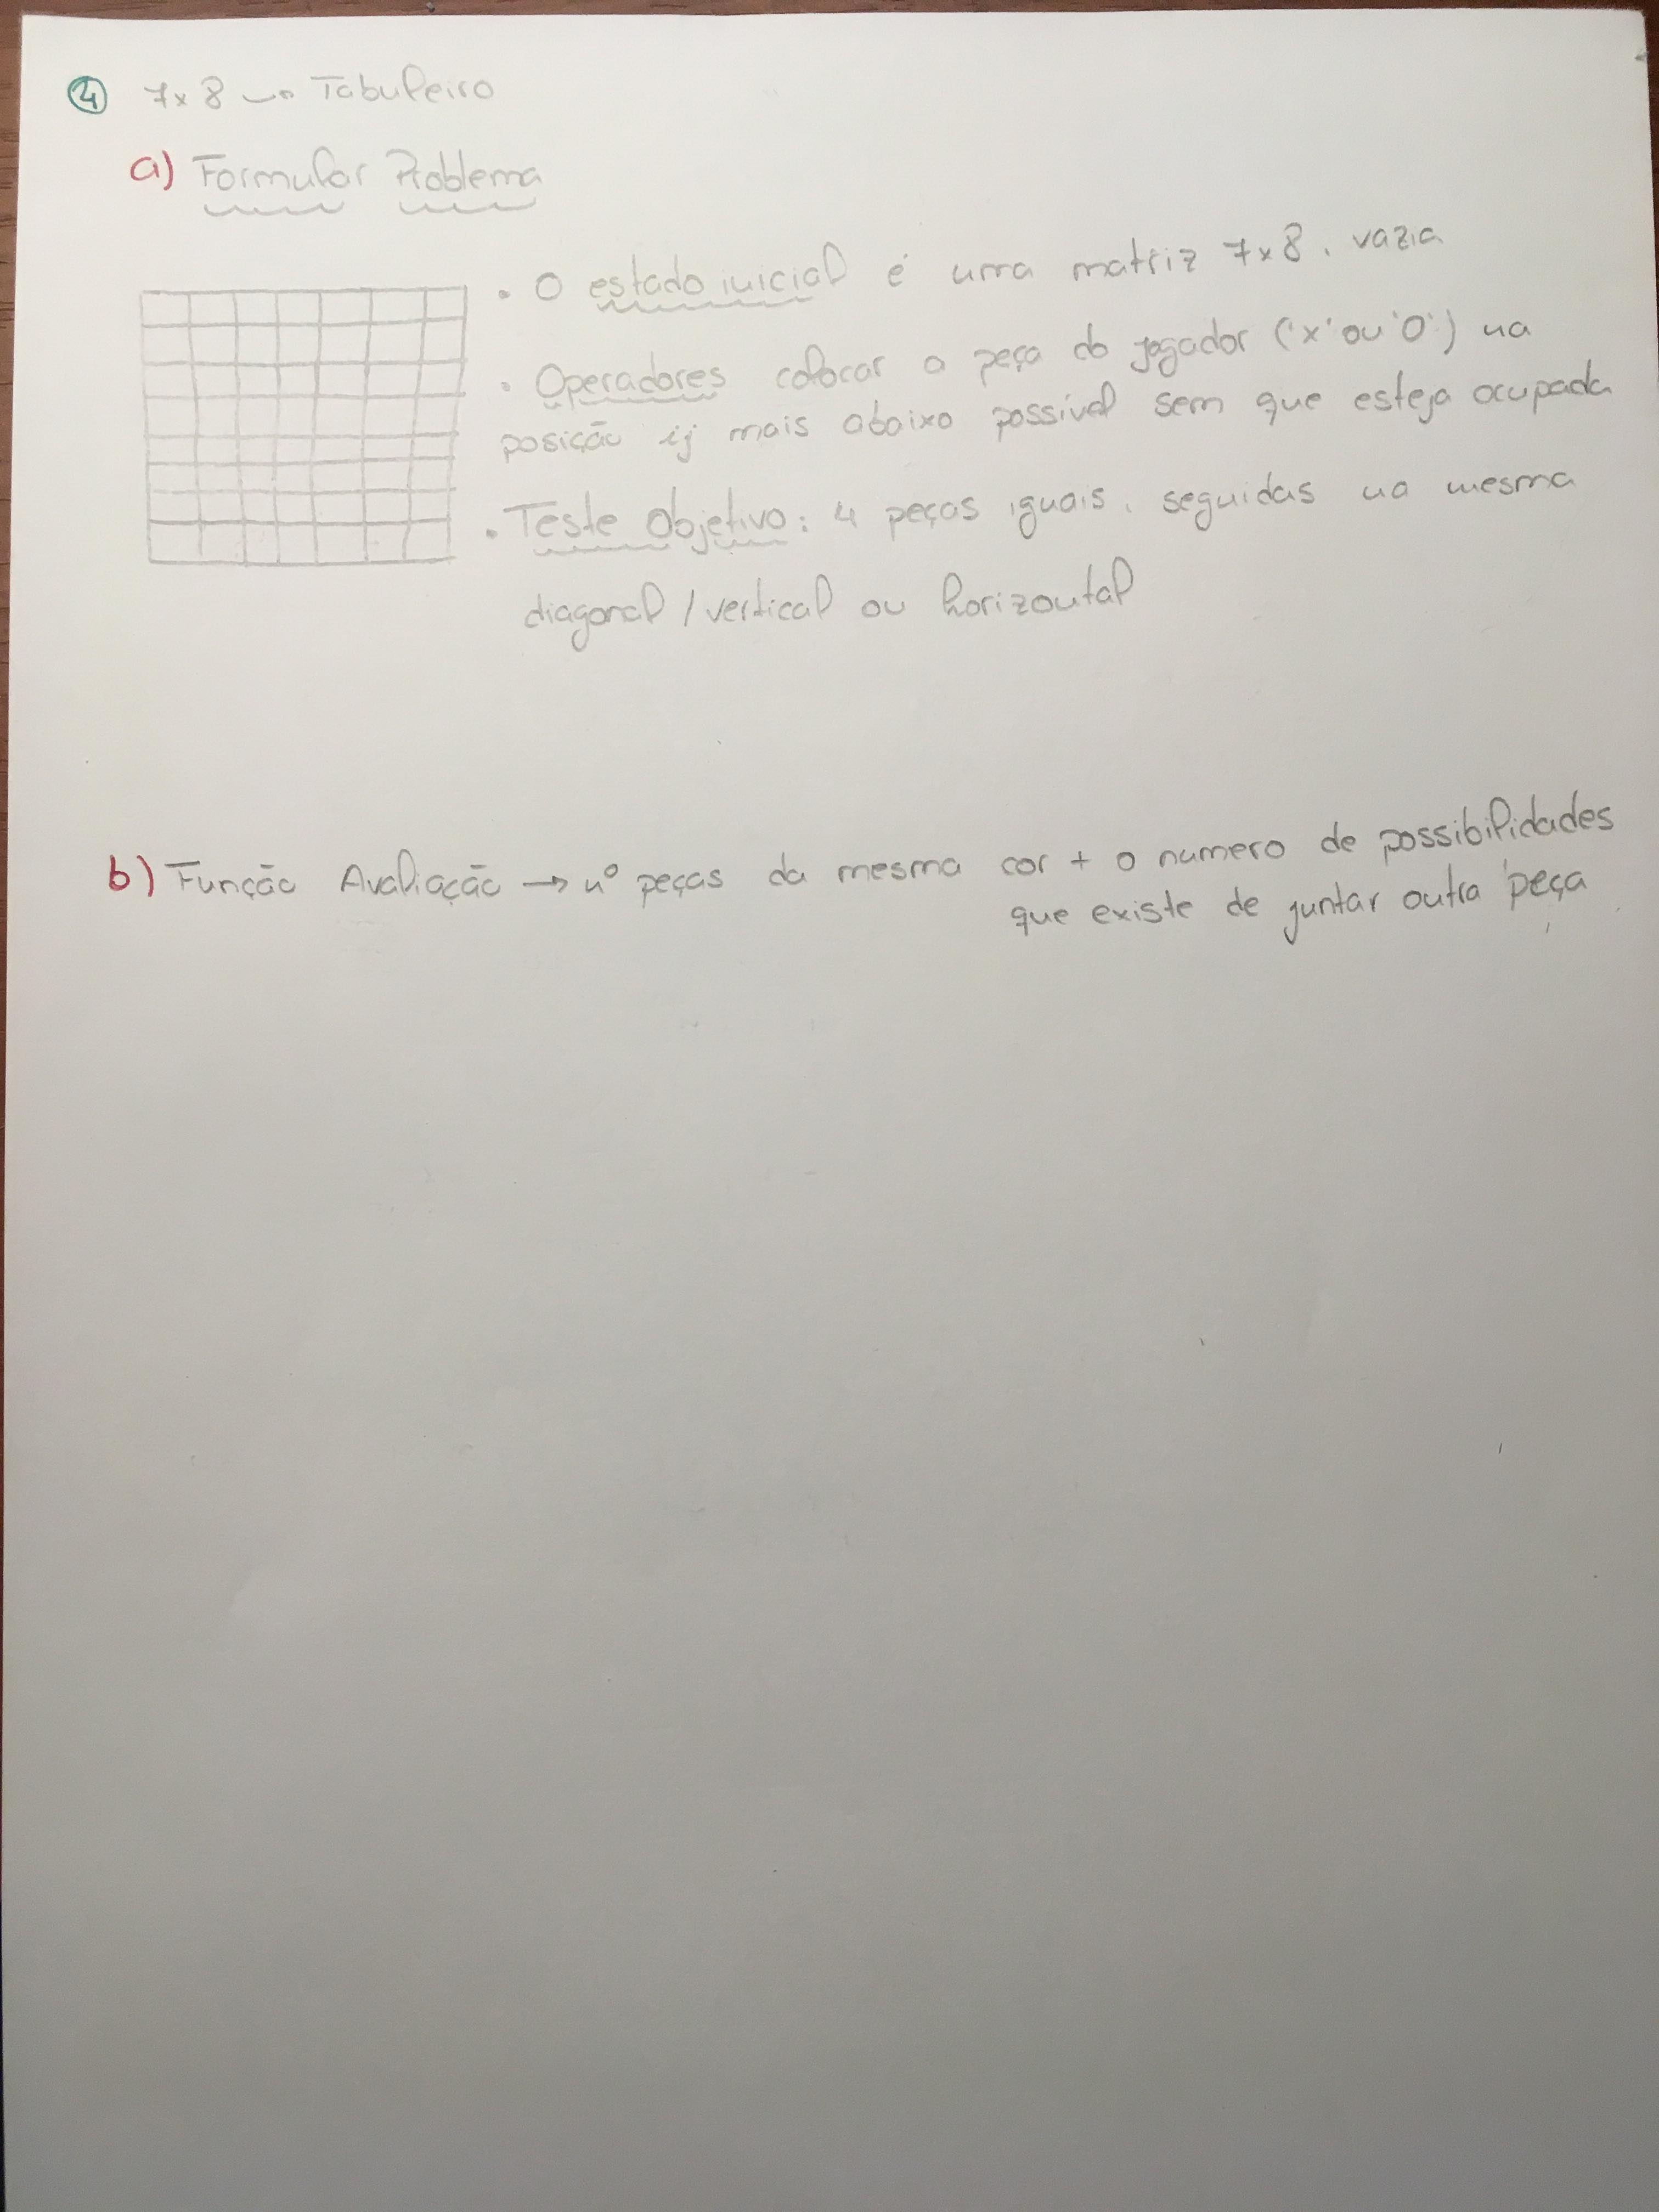 4 7x8 → Tabuleiro
a) Formular Problema
• O estado inicial é uma matriz 7x8, vazia
• Operadores colocar a peça do jogador ('x' ou 'O') na
posição ij mais abaixo possível sem que esteja ocupada
• Teste Objetivo: 4 peças iguais, seguidas na mesma
diagonal / vertical ou horizontal
b) Função Avaliação → nº peças da mesma cor + o numero de possibilidades
que existe de juntar outra peça